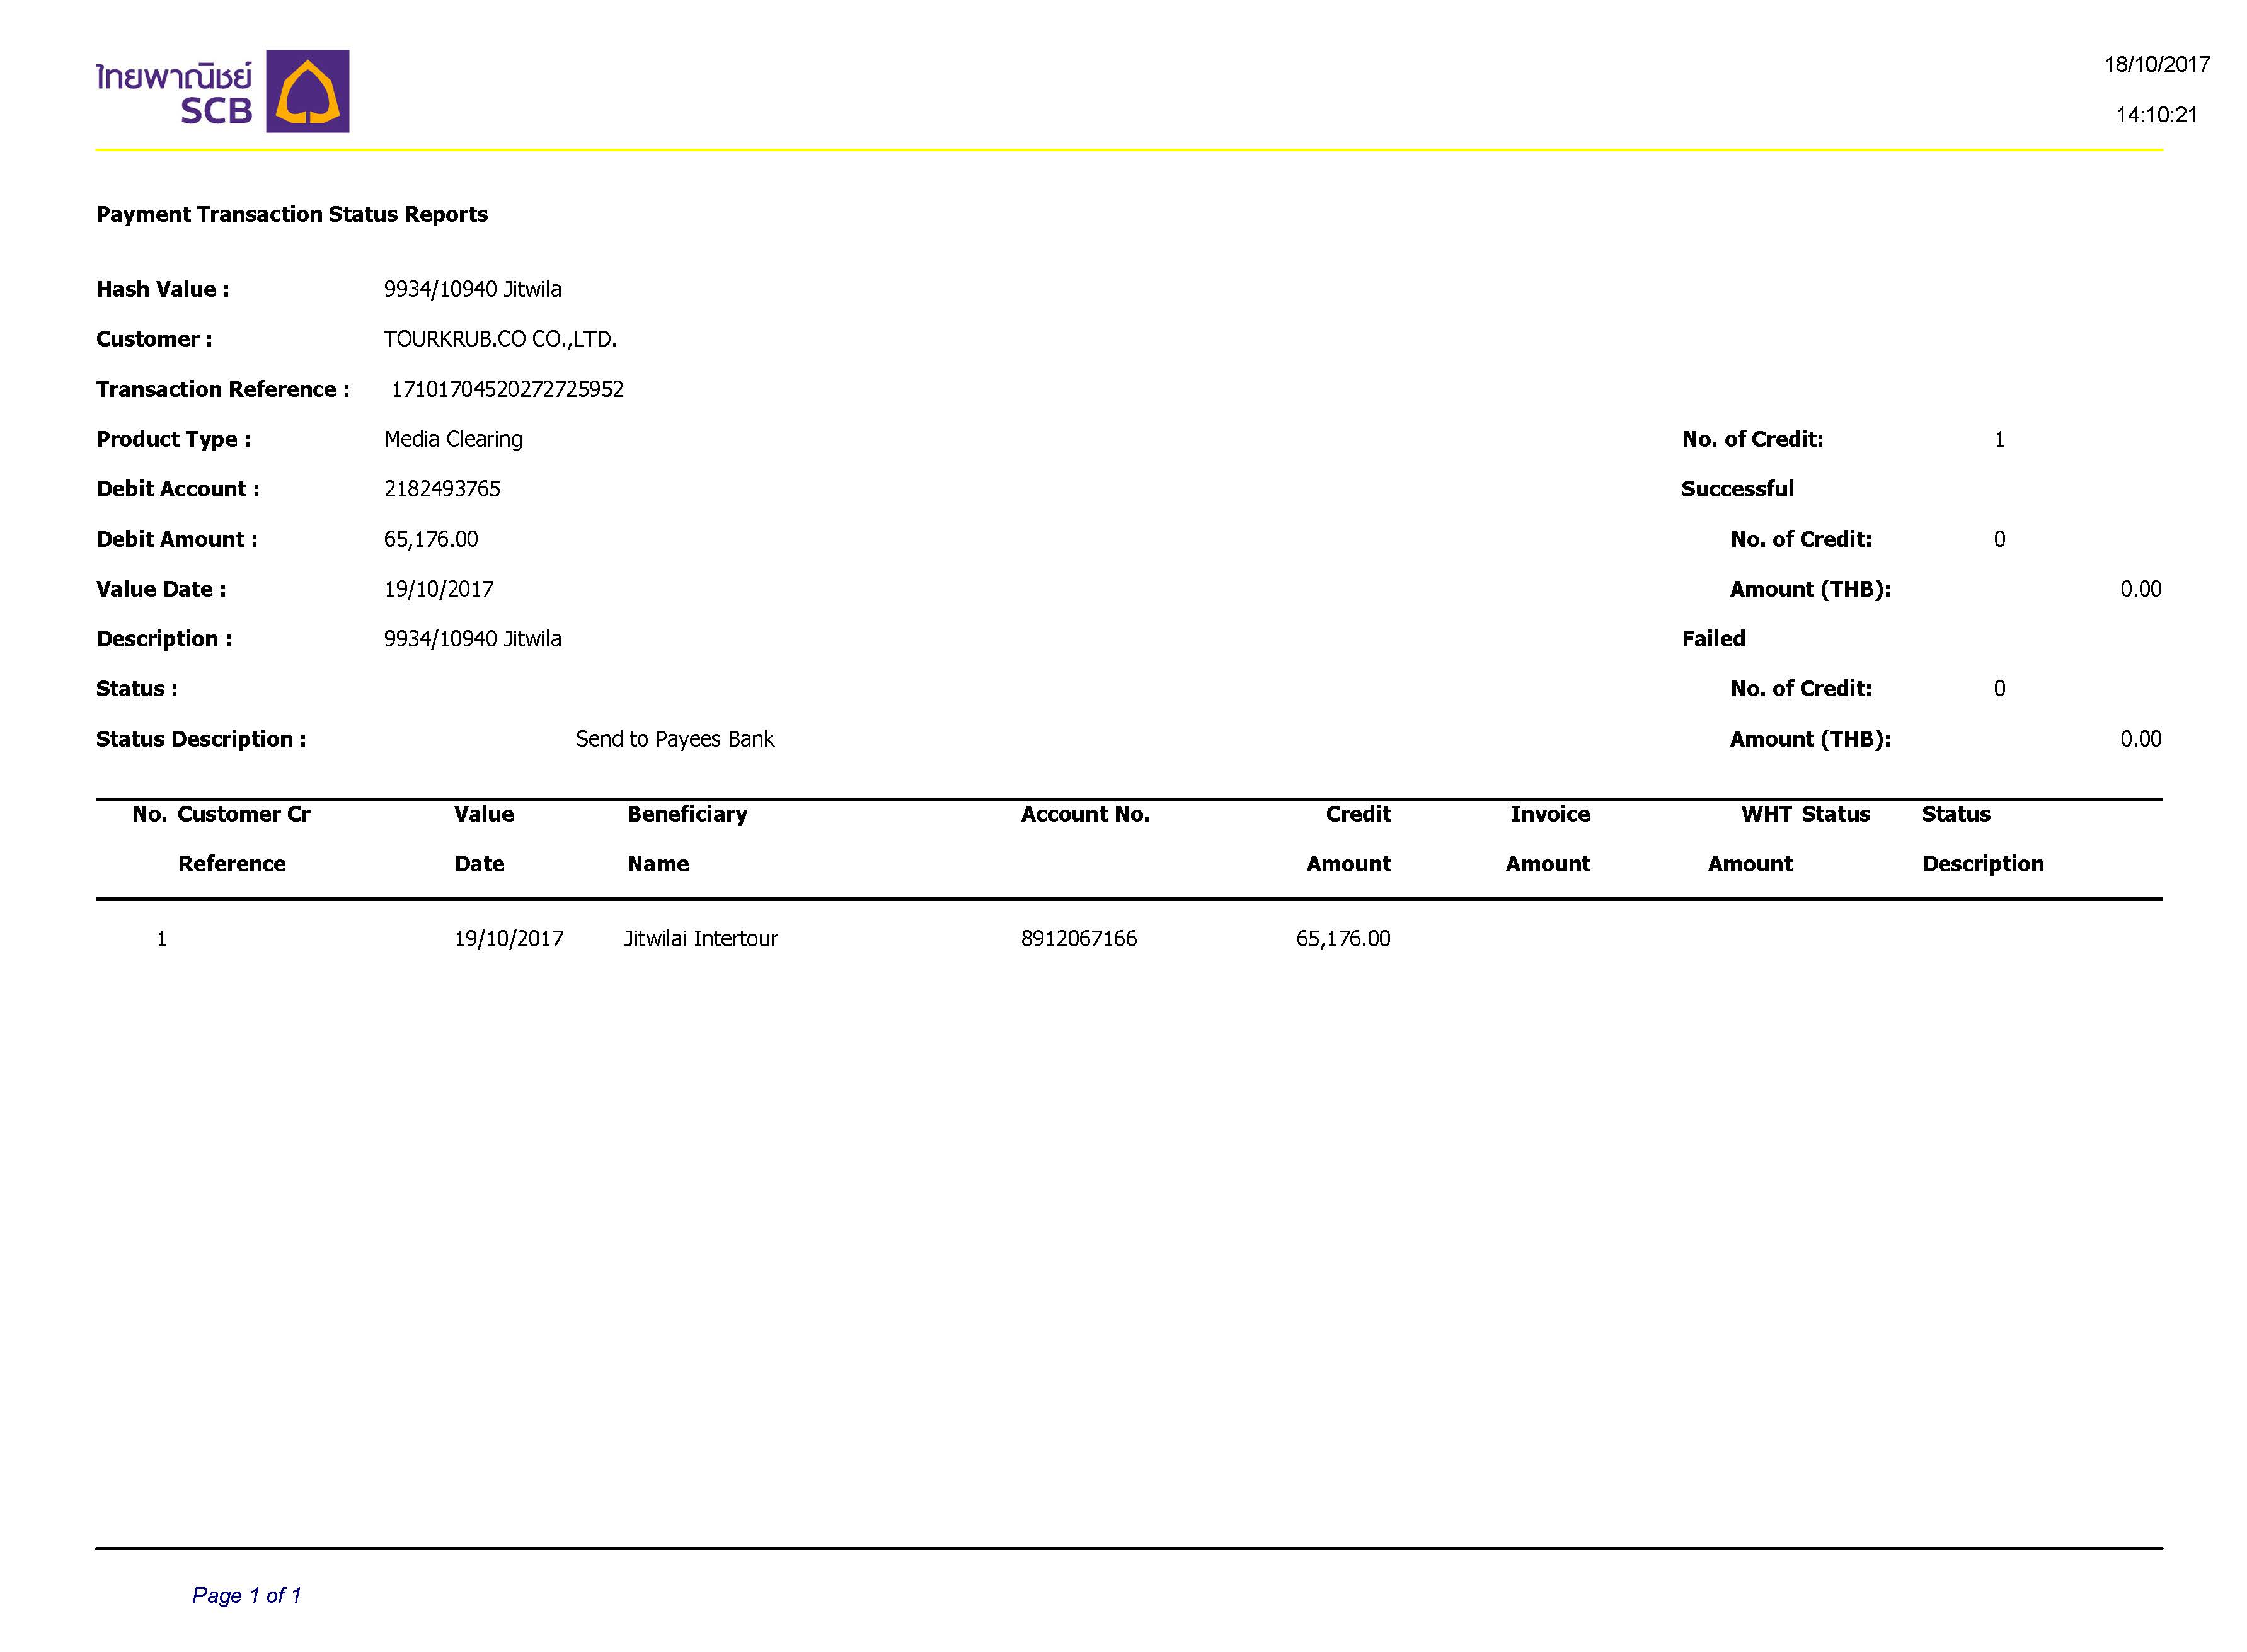 ไทยพาณิชย์
SCB
18/10/2017
14:10:21
Payment Transaction Status Reports
Hash Value : 9934/10940 Jitwila
Customer : TOURKRUB.CO CO.,LTD.
Transaction Reference : 17101704520272725952
Product Type : Media Clearing No. of Credit: 1
Debit Account : 2182493765 Successful
Debit Amount : 65,176.00 No. of Credit: 0
Value Date : 19/10/2017 Amount (THB): 0.00
Description : 9934/10940 Jitwila Failed
Status : No. of Credit: 0
Status Description : Send to Payees Bank Amount (THB): 0.00
No. Customer Cr Value Beneficiary Account No. Credit Invoice WHT Status Status
Reference Date Name Amount Amount Amount Description
1 19/10/2017 Jitwilai Intertour 8912067166 65,176.00
Page 1 of 1